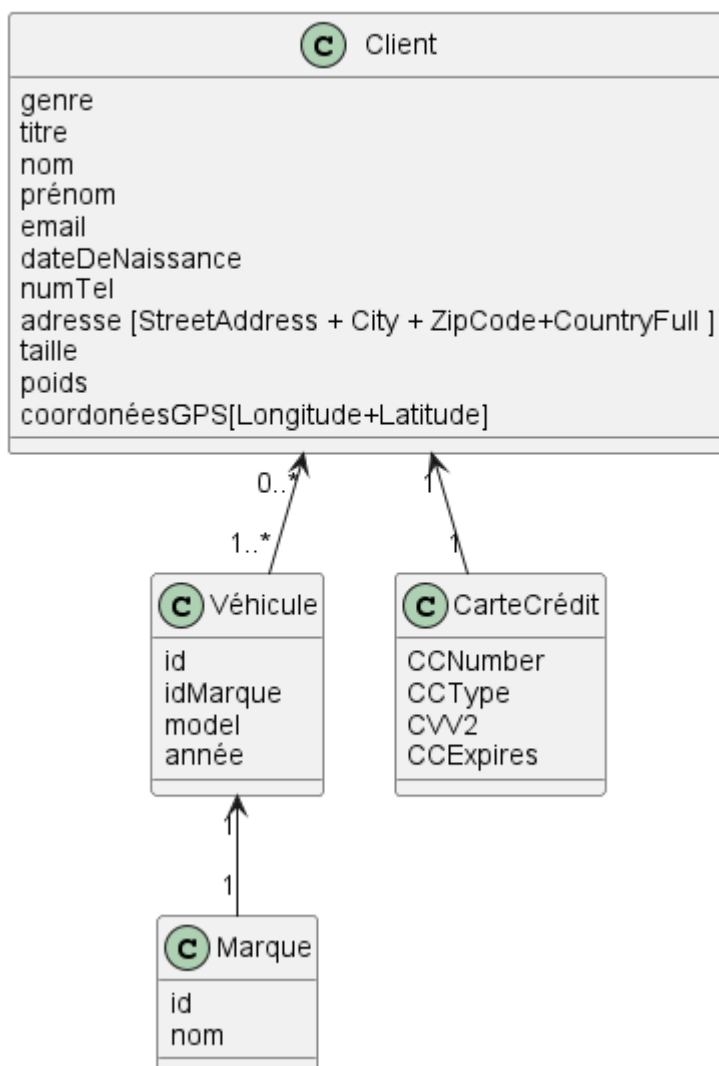 C Client
genre
titre
nom
prénom
email
dateDeNaissance
numTel
adresse [StreetAddress + City + ZipCode+CountryFull ]
taille
poids
coordonéesGPS[Longitude+Latitude]
0..* 1
1..* 1
C Véhicule
id
idMarque
model
année
C CarteCrédit
CCNumber
CCType
CVV2
CCExpires
1
1
C Marque
id
nom